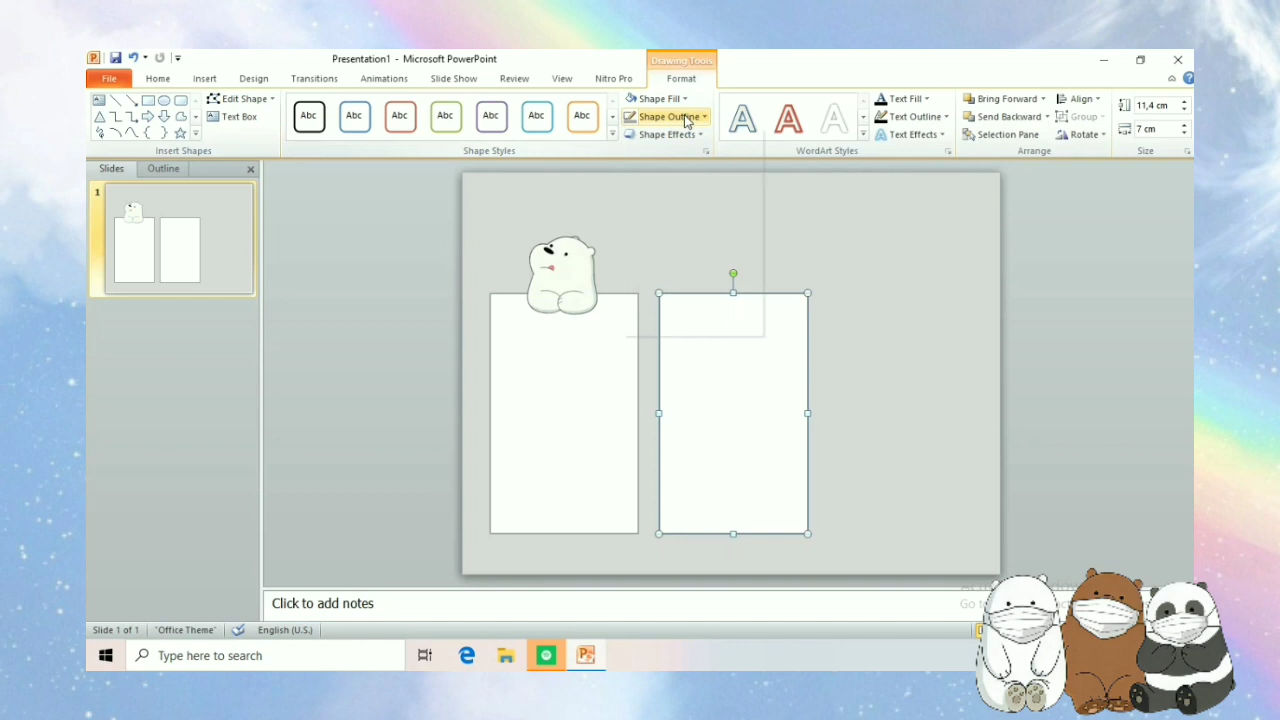 Presentation1 - Microsoft PowerPoint
Drawing Tools
File Home Insert Design Transitions Animations Slide Show Review View Nitro Pro Format
Edit Shape
Text Box
Insert Shapes
Abc Abc Abc Abc Abc Abc Abc
Shape Fill
Shape Outline
Shape Effects
Shape Styles
A A A
WordArt Styles
Text Fill
Text Outline
Text Effects
Bring Forward
Send Backward
Selection Pane
Align
Group
Rotate
Arrange
11,4 cm
7 cm
Size
Slides Outline
1
Click to add notes
Slide 1 of 1 "Office Theme" English (U.S.)
Type here to search